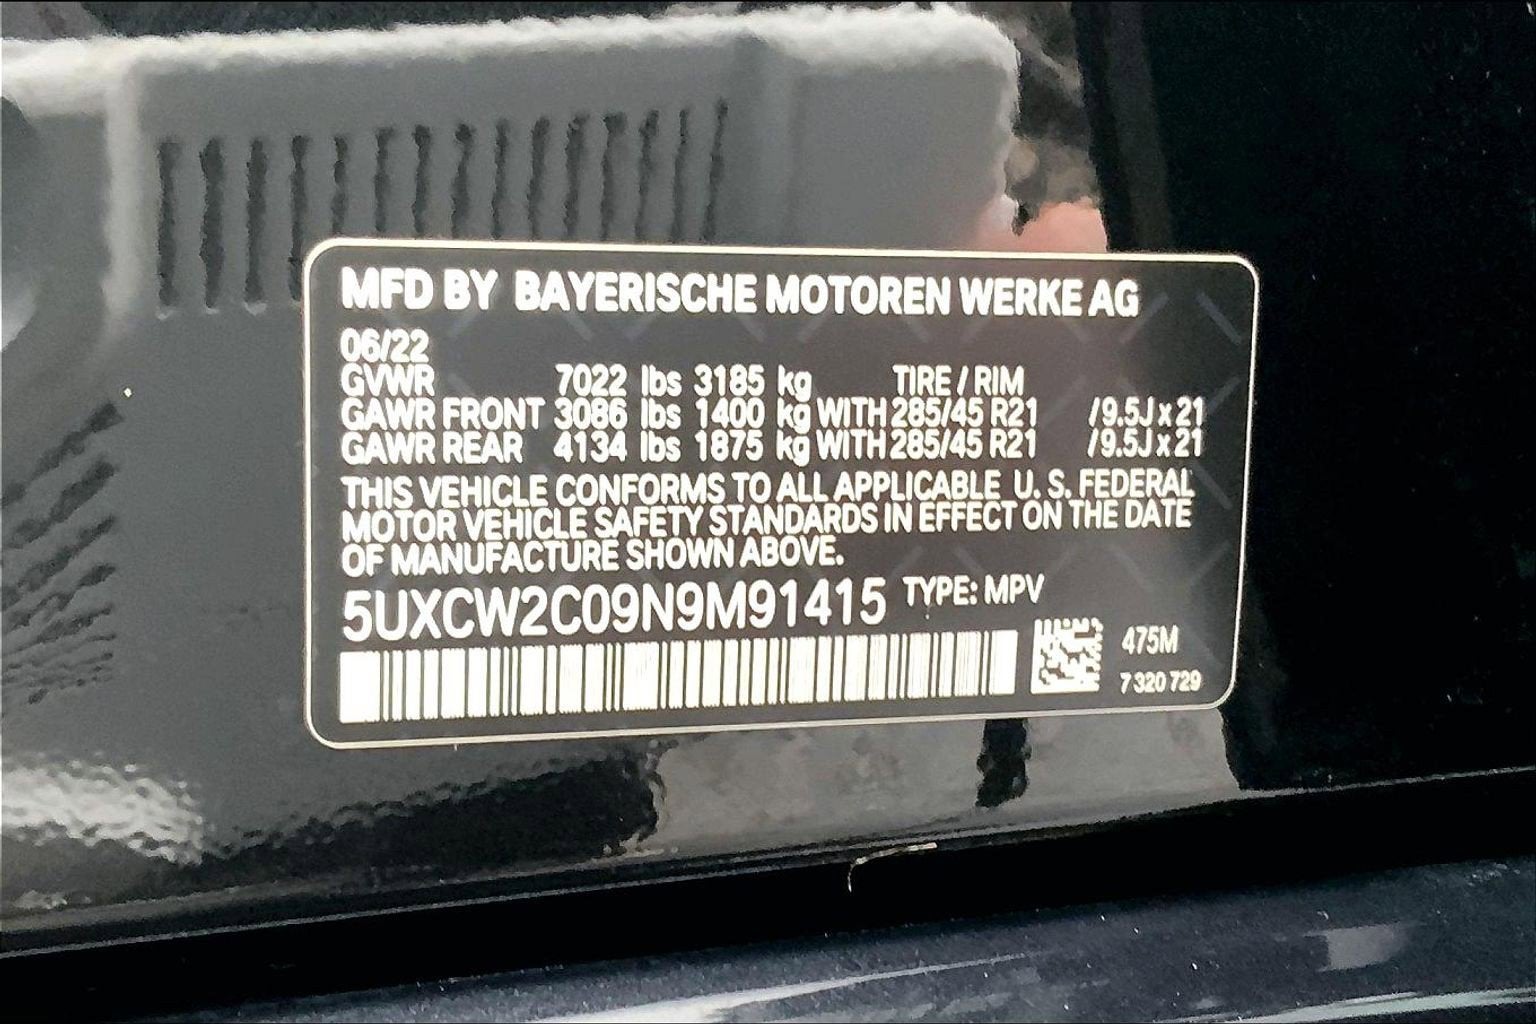 MFD BY BAYERISCHE MOTOREN WERKE AG
06/22
GVWR 7022 lbs 3185 kg TIRE / RIM
GAWR FRONT 3086 lbs 1400 kg WITH 285/45 R21 /9.5J x 21
GAWR REAR 4134 lbs 1875 kg WITH 285/45 R21 /9.5J x 21
THIS VEHICLE CONFORMS TO ALL APPLICABLE U. S. FEDERAL
MOTOR VEHICLE SAFETY STANDARDS IN EFFECT ON THE DATE
OF MANUFACTURE SHOWN ABOVE.
5UXCW2C09N9M91415 TYPE: MPV
475M
7 320 729